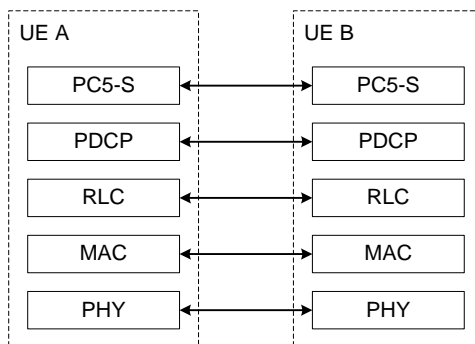 UE A UE B
PC5-S PC5-S
PDCP PDCP
RLC RLC
MAC MAC
PHY PHY